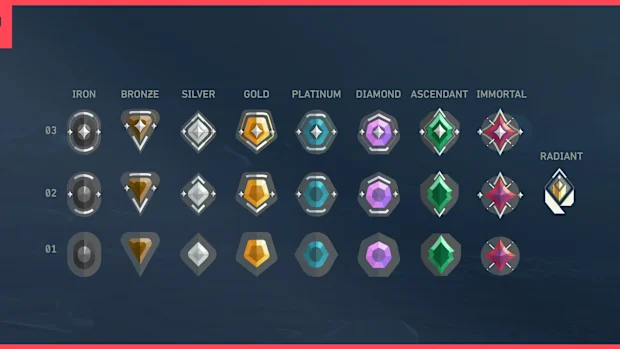 IRON BRONZE SILVER GOLD PLATINUM DIAMOND ASCENDANT IMMORTAL
03
RADIANT
02
01